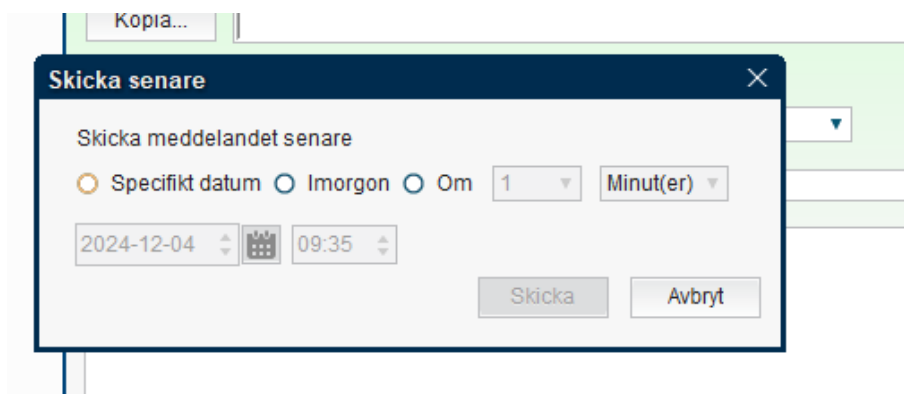 Kopia...
Skicka senare
Skicka meddelandet senare
Specifikt datum Imorgon Om 1 Minut(er)
2024-12-04 09:35
Skicka Avbryt